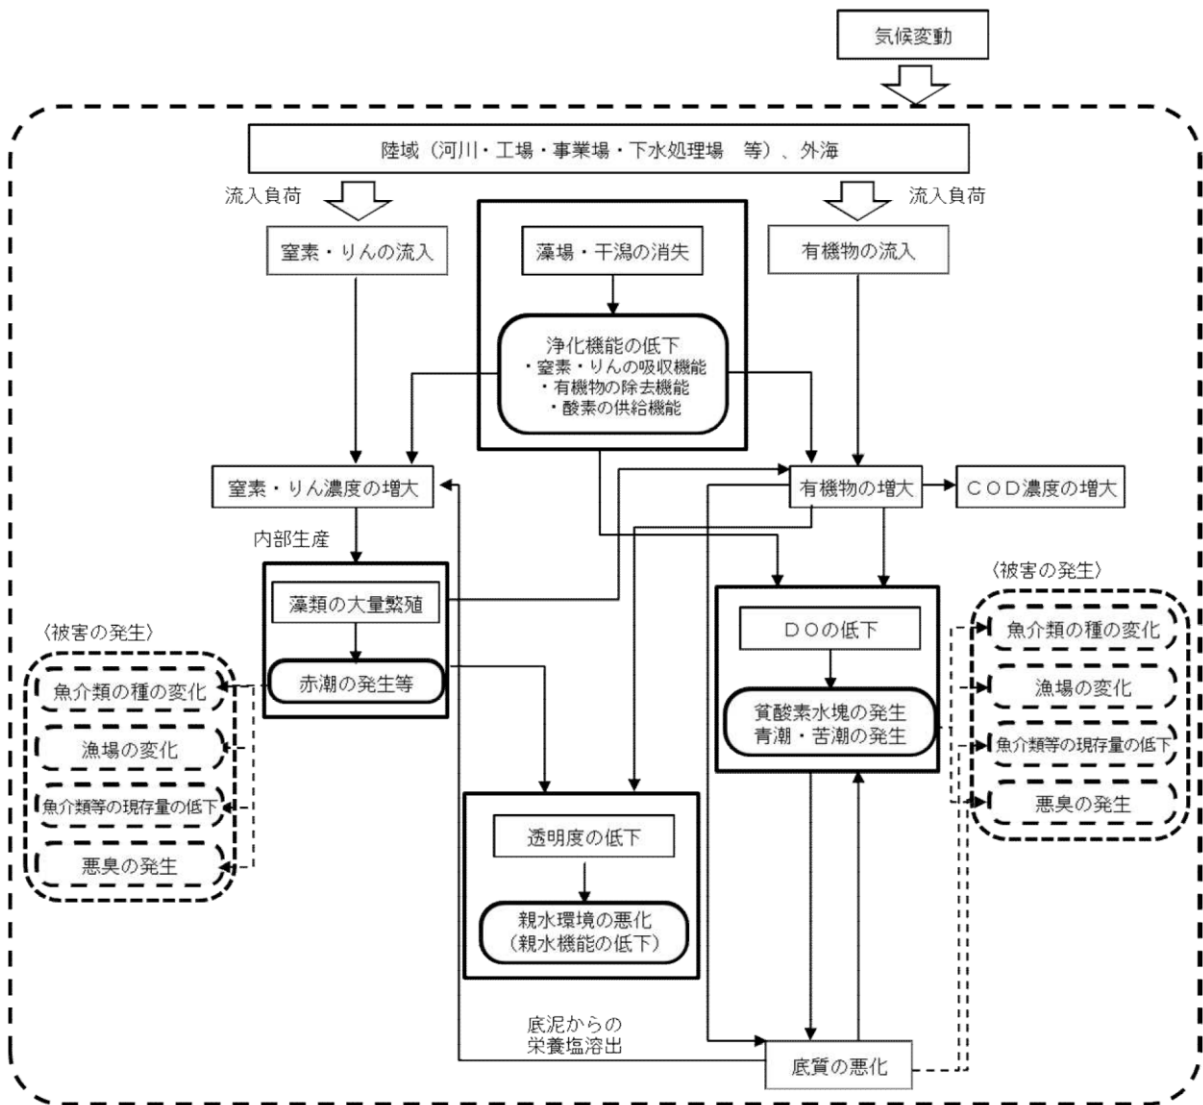 気候変動
陸域（河川・工場・事業場・下水処理場　等）、外海
流入負荷
流入負荷
窒素・りんの流入
藻場・干潟の消失
有機物の流入
浄化機能の低下
・窒素・りんの吸収機能
・有機物の除去機能
・酸素の供給機能
窒素・りん濃度の増大
有機物の増大
ＣＯＤ濃度の増大
内部生産
藻類の大量繁殖
赤潮の発生等
〈被害の発生〉
魚介類の種の変化
漁場の変化
魚介類等の現存量の低下
悪臭の発生
ＤＯの低下
貧酸素水塊の発生
青潮・苦潮の発生
〈被害の発生〉
魚介類の種の変化
漁場の変化
魚介類等の現存量の低下
悪臭の発生
透明度の低下
親水環境の悪化
（親水機能の低下）
底泥からの
栄養塩溶出
底質の悪化